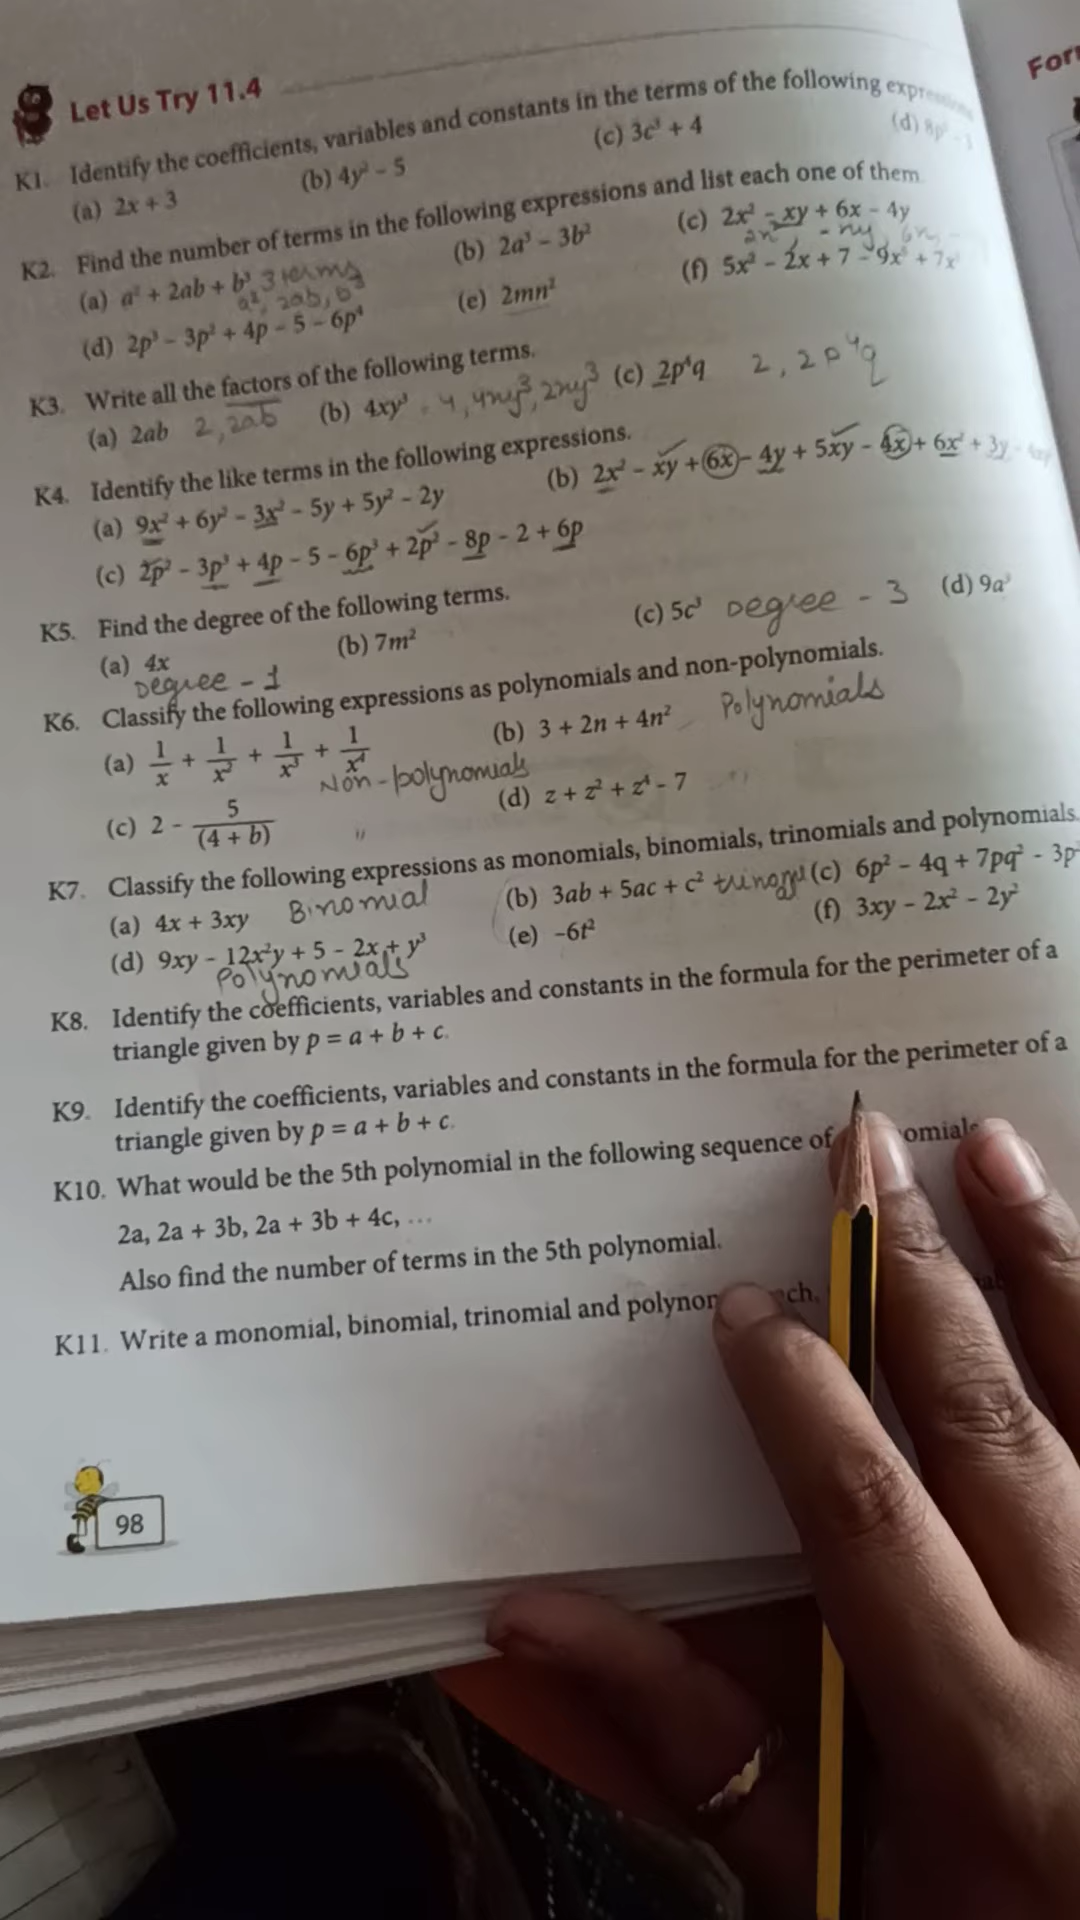 Let Us Try 11.4
For
K1. Identify the coefficients, variables and constants in the terms of the following
(a) 2x + 3 (b) 4y² – 5 (c) 3c³ + 4 (d)
K2. Find the number of terms in the following expressions and list each one of them
(a) a² + 2ab + b³ 3 terms (b) 2a³ – 3b² (c) 2x² – xy + 6x – 4y
a², 2ab, b³
(d) 2p³ – 3p² + 4p – 5 – 6p⁴ (e) 2mn² (f) 5x² – 2x + 7 – 9x³ + 7x
K3. Write all the factors of the following terms.
(a) 2ab 2, 2ab (b) 4xy³ 4, 4xy³, 2xy³ (c) 2p⁴q 2, 2p⁴q
K4. Identify the like terms in the following expressions.
(a) 9x² + 6y² – 3x² – 5y + 5y² – 2y (b) 2x² – xy + 6x – 4y + 5xy – 4x + 6x² + 3y
(c) 2p² – 3p³ + 4p – 5 – 6p³ + 2p² – 8p – 2 + 6p
K5. Find the degree of the following terms.
(a) 4x (b) 7m² (c) 5c³ Degree - 3 (d) 9a³
Degree - 1
K6. Classify the following expressions as polynomials and non-polynomials.
(a) 1/x + 1/x² + 1/x³ + 1/x⁴ Non-polynomials (b) 3 + 2n + 4n² Polynomials
(c) 2 - 5/(4 + b) " (d) z + z² + z⁴ – 7 "
K7. Classify the following expressions as monomials, binomials, trinomials and polynomials.
(a) 4x + 3xy Binomial (b) 3ab + 5ac + c² (c) 6p² – 4q + 7pq² - 3p
(d) 9xy – 12x²y + 5 – 2x + y³ (e) -6t² (f) 3xy – 2x² – 2y²
Polynomials
K8. Identify the coefficients, variables and constants in the formula for the perimeter of a
triangle given by p = a + b + c.
K9. Identify the coefficients, variables and constants in the formula for the perimeter of a
triangle given by p = a + b + c.
K10. What would be the 5th polynomial in the following sequence of omials
2a, 2a + 3b, 2a + 3b + 4c, …
Also find the number of terms in the 5th polynomial.
K11. Write a monomial, binomial, trinomial and polynom ch.
98